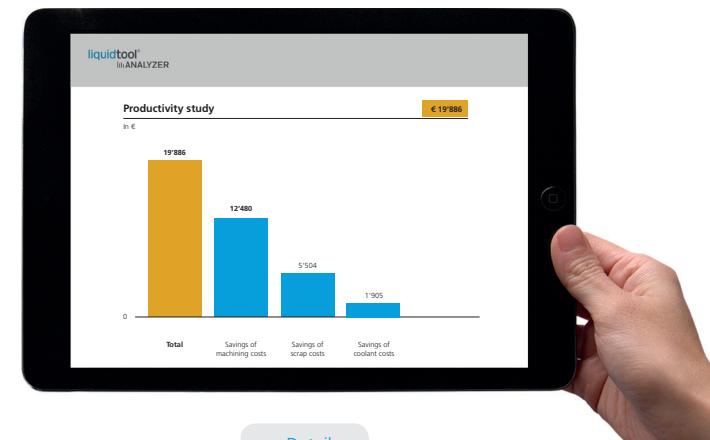 liquidtool®
ANALYZER
Productivity study
€ 19'886
In €
19'886
12'480
5'504
1'905
0
Total
Savings of
machining costs
Savings of
scrap costs
Savings of
coolant costs